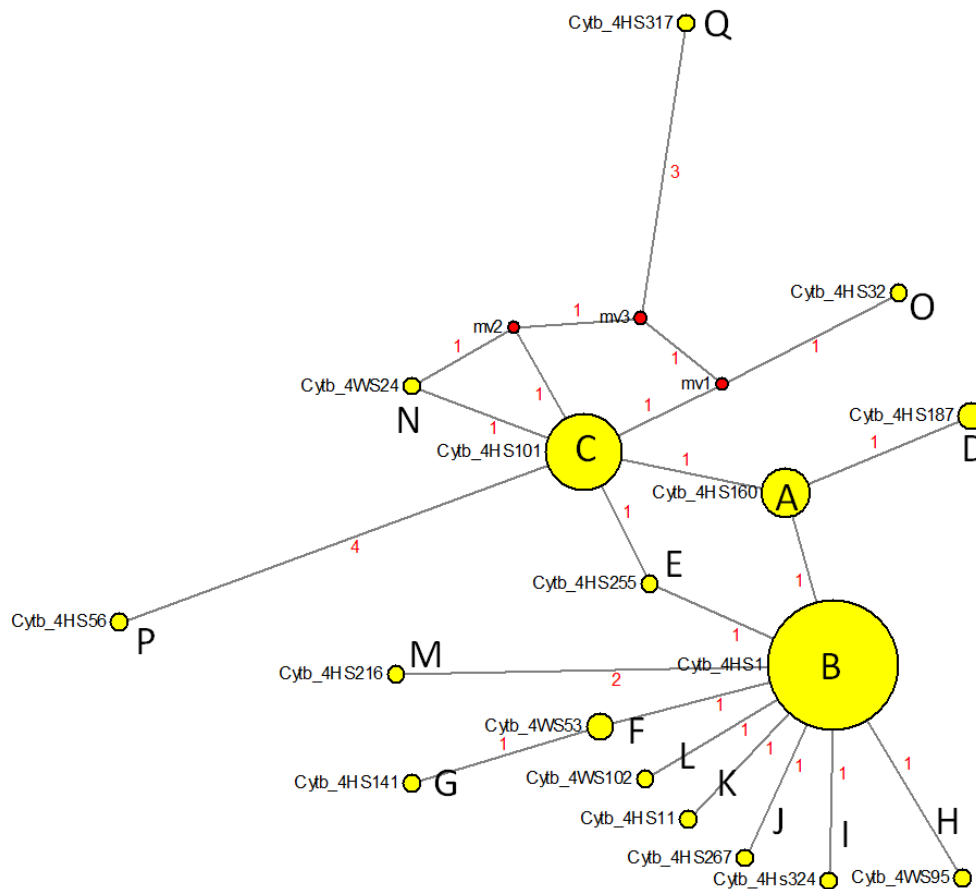 Cytb_4HS317 Q
3
Cytb_4HS32 O
mv2 1 mv3
1 1 mv1 1
Cytb_4WS24 N
1 1 1
Cytb_4HS187 D
1
Cytb_4HS101 C
1
Cytb_4HS160 A
1
4
Cytb_4HS255 E
1
1
Cytb_4HS56 P
Cytb_4HS216 M
2
Cytb_4HS1 B
Cytb_4WS53 F
1
Cytb_4HS141 G
1
Cytb_4WS102 L
1
Cytb_4HS11 K
1
Cytb_4HS267 J
1
Cytb_4Hs324 I
1
Cytb_4WS95 H
1